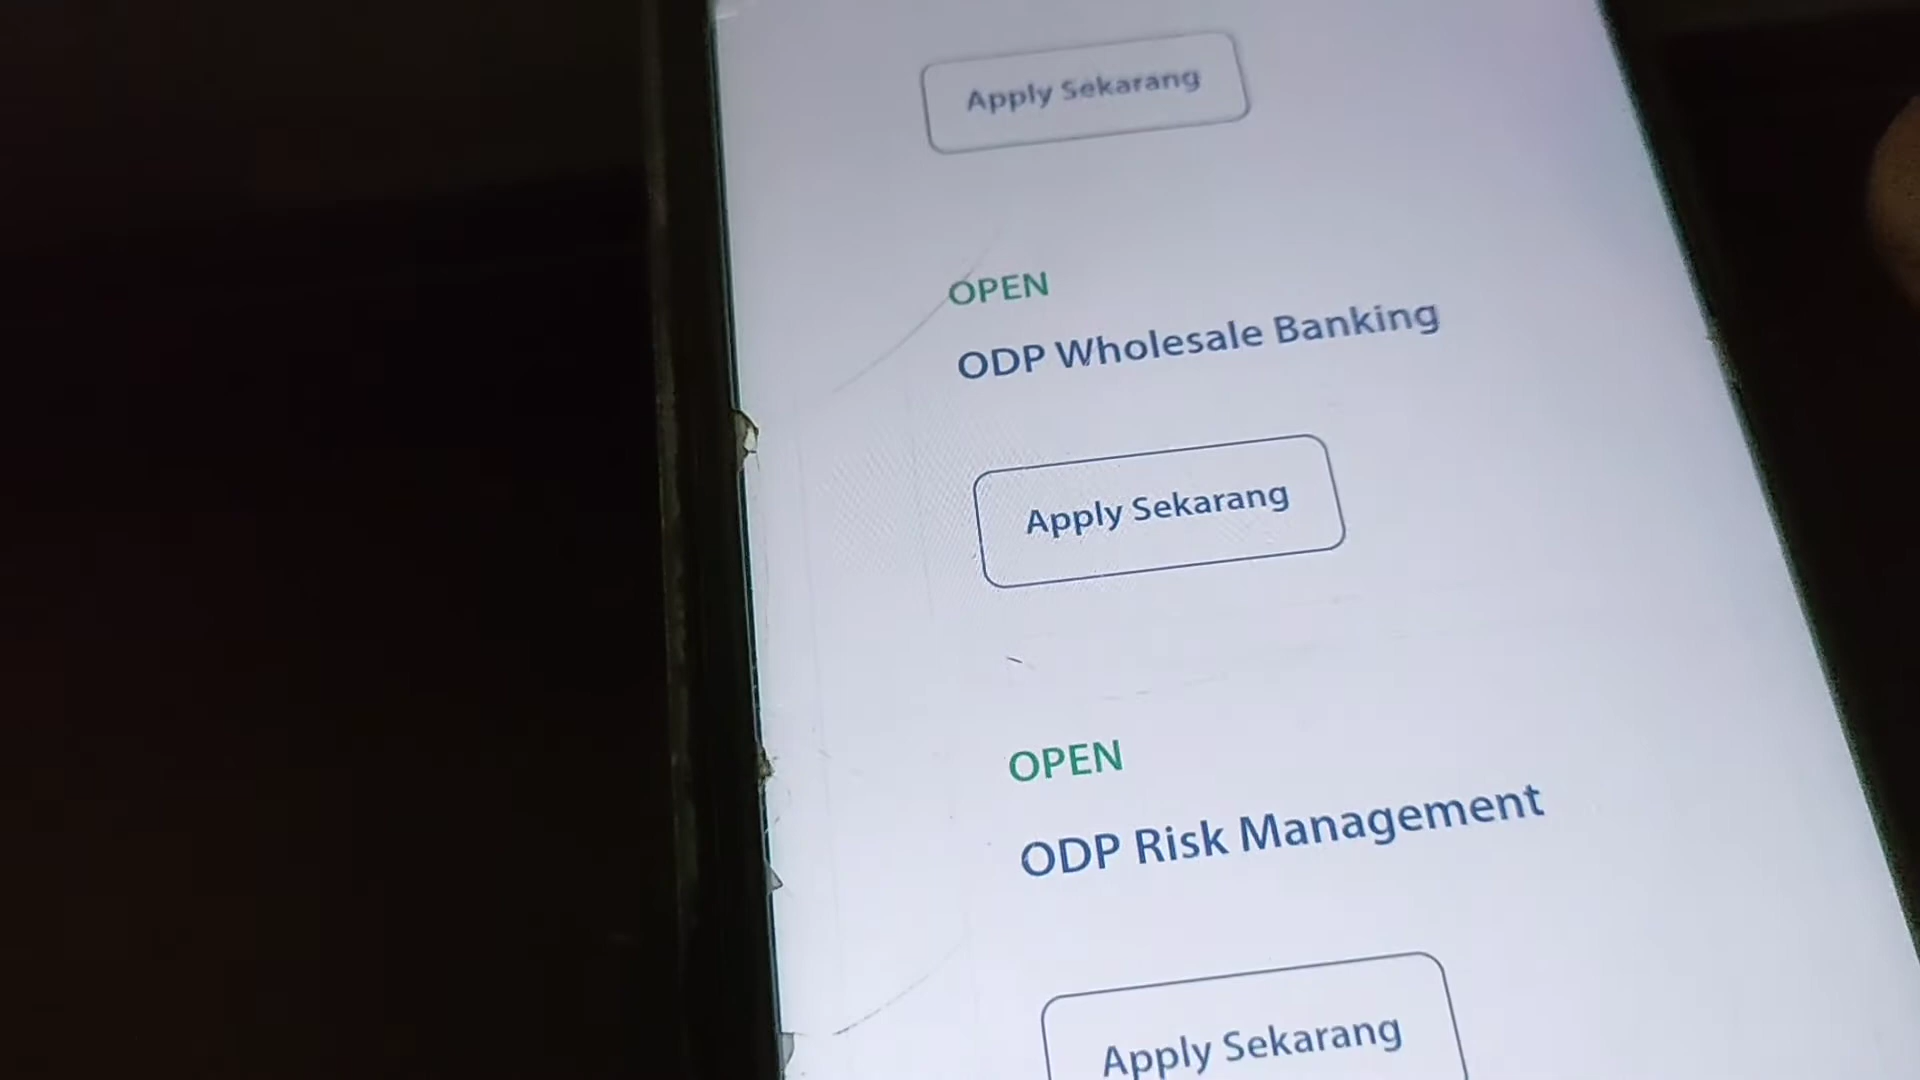 Apply Sekarang
OPEN
ODP Wholesale Banking
Apply Sekarang
OPEN
ODP Risk Management
Apply Sekarang